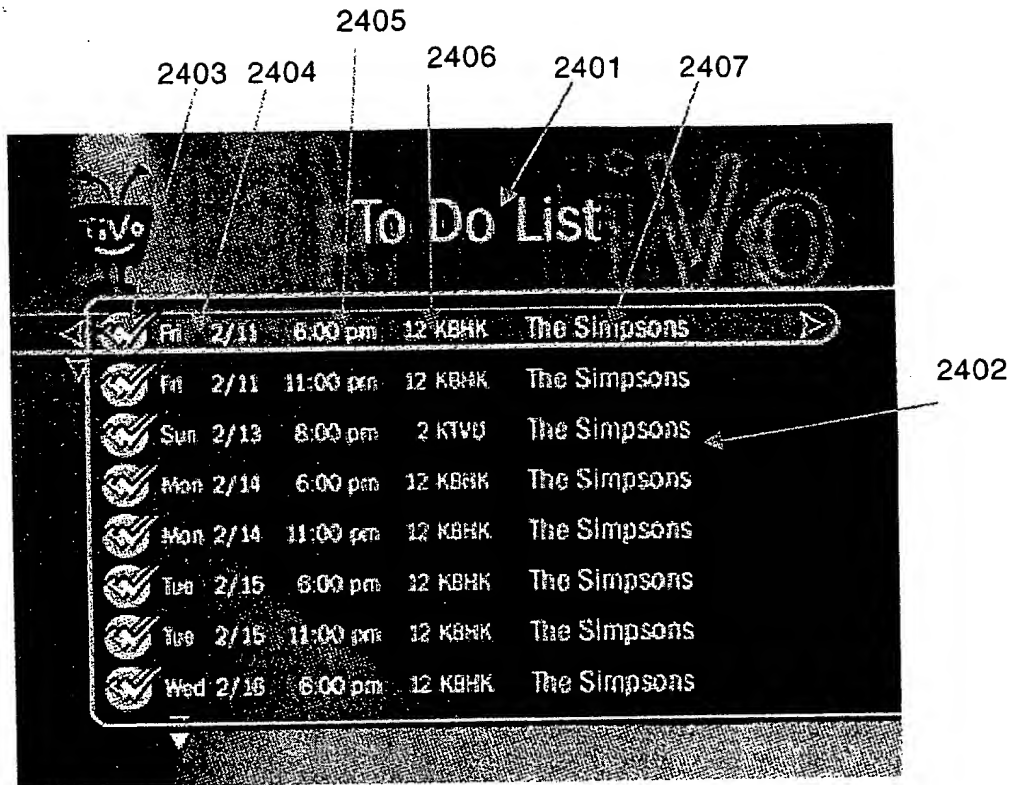 2405
2403 2404 2406 2401 2407
TiVo
To Do List
TiVo
Fri 2/11 6:00 pm 12 KBHK The Simpsons
Fri 2/11 11:00 pm 12 KBHK The Simpsons
2402
Sun 2/13 8:00 pm 2 KTVU The Simpsons
Mon 2/14 6:00 pm 12 KBHK The Simpsons
Mon 2/14 11:00 pm 12 KBHK The Simpsons
Tue 2/15 6:00 pm 12 KBHK The Simpsons
Tue 2/15 11:00 pm 12 KBHK The Simpsons
Wed 2/16 6:00 pm 12 KBHK The Simpsons